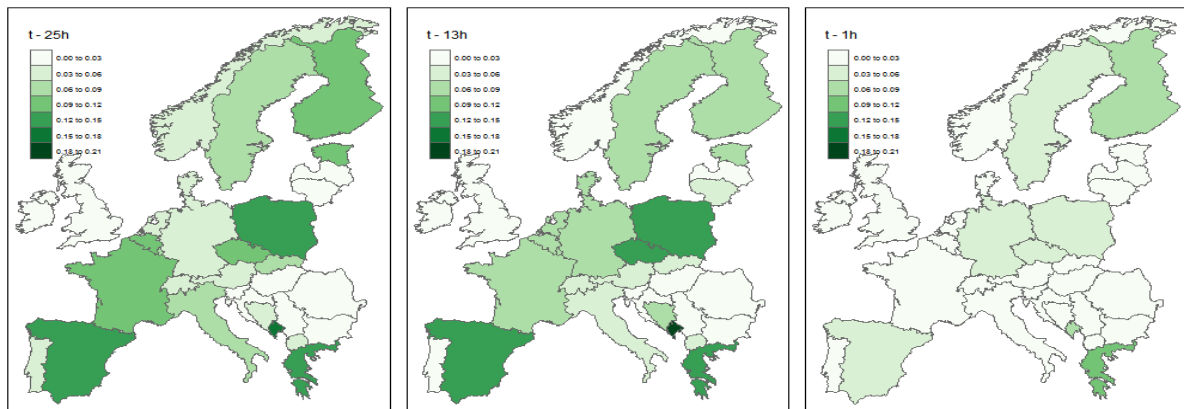 t - 25h
0.00 to 0.03
0.03 to 0.06
0.06 to 0.09
0.09 to 0.12
0.12 to 0.15
0.15 to 0.18
0.18 to 0.21
t - 13h
0.00 to 0.03
0.03 to 0.06
0.06 to 0.09
0.09 to 0.12
0.12 to 0.15
0.15 to 0.18
0.18 to 0.21
t - 1h
0.00 to 0.03
0.03 to 0.06
0.06 to 0.09
0.09 to 0.12
0.12 to 0.15
0.15 to 0.18
0.18 to 0.21